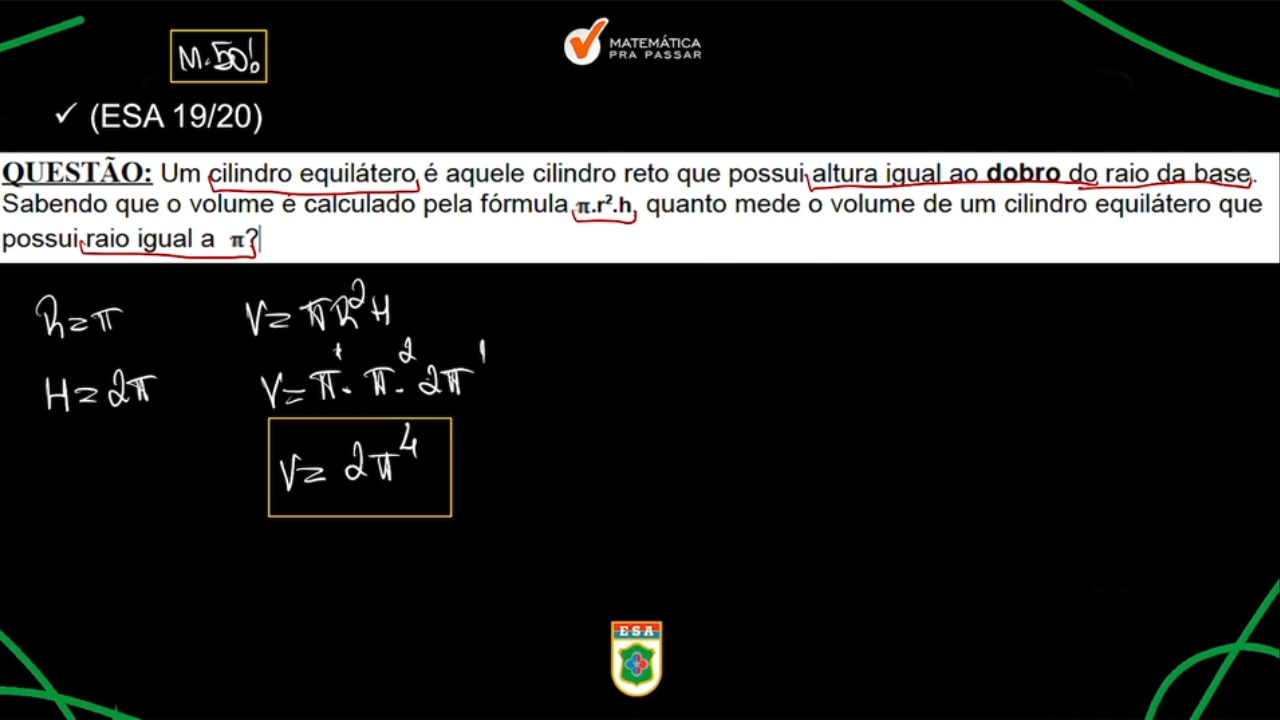 M.50!
MATEMÁTICA
PRA PASSAR
✓ (ESA 19/20)
QUESTÃO: Um cilindro equilátero é aquele cilindro reto que possui altura igual ao dobro do raio da base.
Sabendo que o volume é calculado pela fórmula π.r².h, quanto mede o volume de um cilindro equilátero que
possui raio igual a π?
R=π
V=πR²H
H=2π
V=π¹.π².2π¹
V=2π⁴
ESA